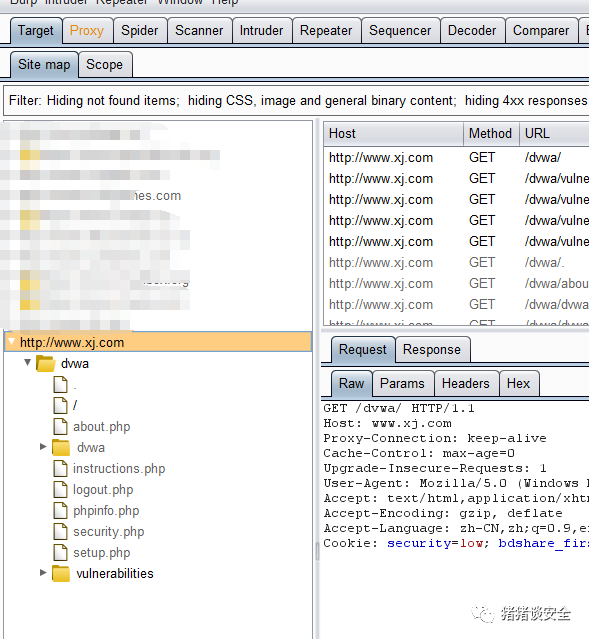 Burp Intruder Repeater Window Help
Target Proxy Spider Scanner Intruder Repeater Sequencer Decoder Comparer
Site map Scope
Filter: Hiding not found items; hiding CSS, image and general binary content; hiding 4xx responses
Host Method URL
http://www.xj.com GET /dvwa/
http://www.xj.com GET /dvwa/vulne
http://www.xj.com GET /dvwa/vulne
http://www.xj.com GET /dvwa/vulne
http://www.xj.com GET /dvwa/vulne
http://www.xj.com GET /dvwa/.
http://www.xj.com GET /dvwa/abou
http://www.xj.com GET /dvwa/dvwa
http://www.xj.com GET /dvwa/dvwa
nes.com
http://www.xj.com
dvwa
.
/
about.php
dvwa
instructions.php
logout.php
phpinfo.php
security.php
setup.php
vulnerabilities
Request Response
Raw Params Headers Hex
GET /dvwa/ HTTP/1.1
Host: www.xj.com
Proxy-Connection: keep-alive
Cache-Control: max-age=0
Upgrade-Insecure-Requests: 1
User-Agent: Mozilla/5.0 (Windows
Accept: text/html,application/xht
Accept-Encoding: gzip, deflate
Accept-Language: zh-CN,zh;q=0.9,e
Cookie: security=low; bdshare_firs
猪猪谈安全